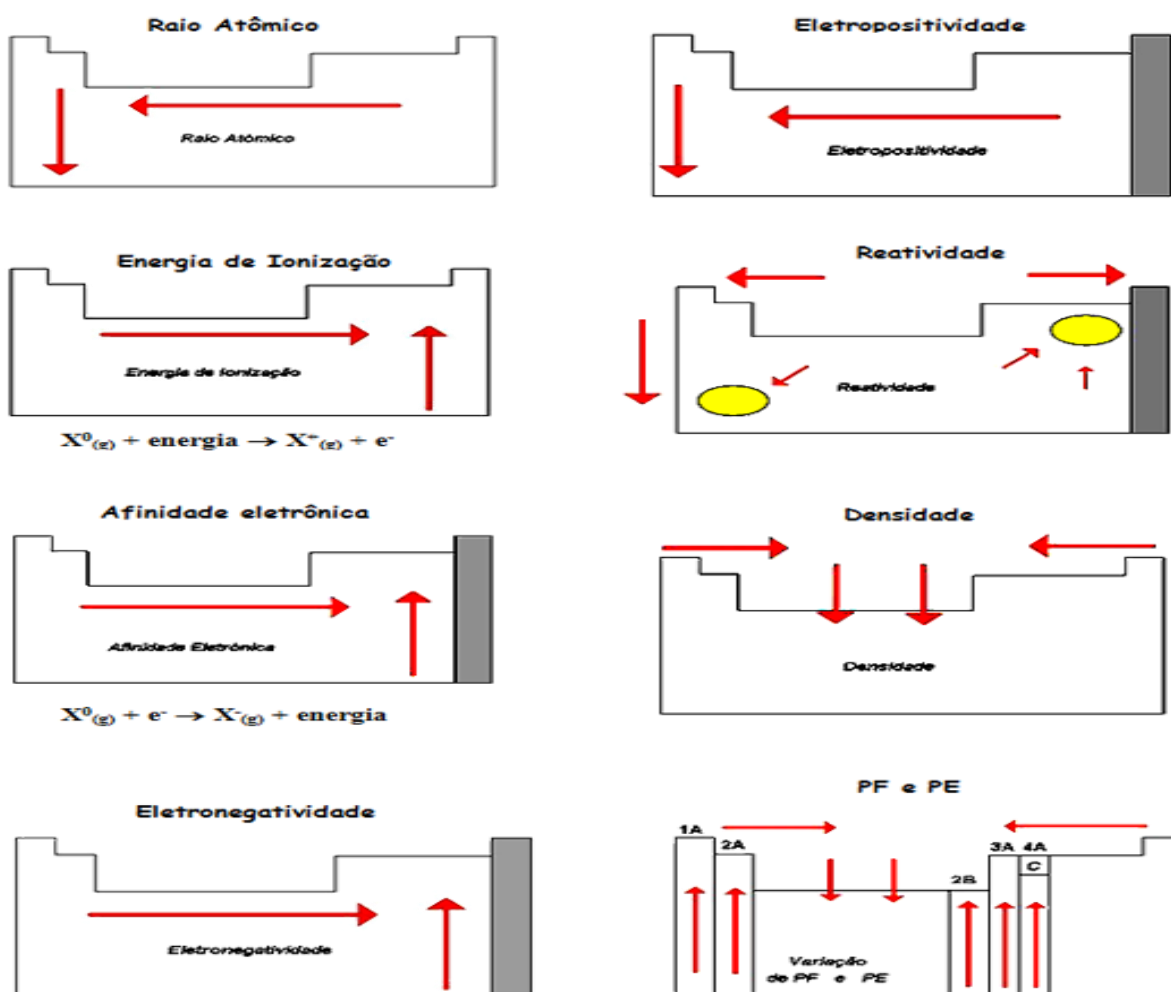 Raio Atômico
Raio Atômico
Eletropositividade
Eletropositividade
Energia de Ionização
Energia de Ionização
X⁰(g) + energia → X⁺(g) + e⁻
Reatividade
Reatividade
Afinidade eletrônica
Afinidade Eletrônica
X⁰(g) + e⁻ → X⁻(g) + energia
Densidade
Densidade
Eletronegatividade
Eletronegatividade
PF e PE
1A
2A
2B
3A 4A
C
Variação
de PF e PE